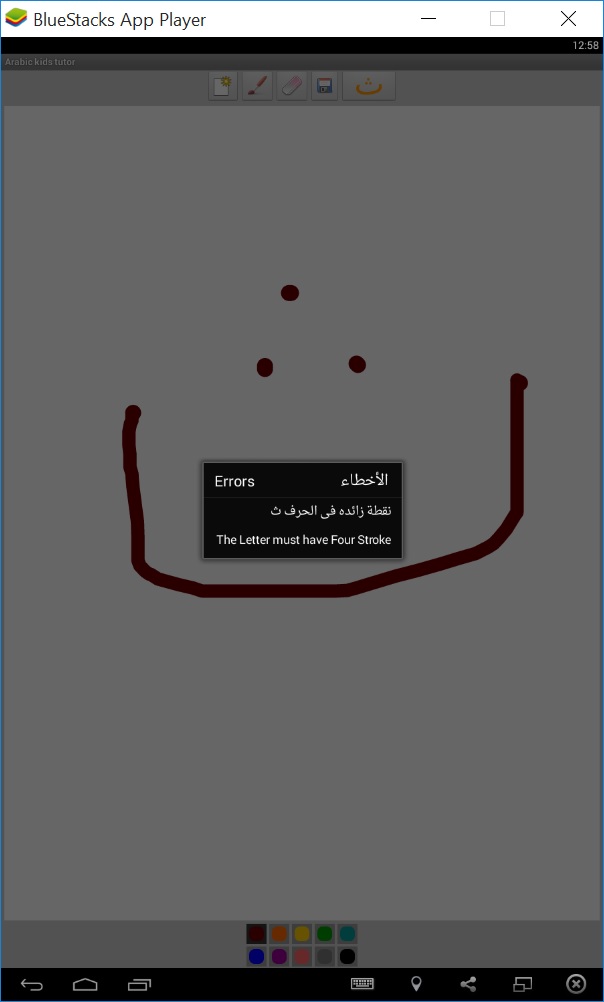 BlueStacks App Player
12:58
Arabic kids tutor
ت
Errors الأخطاء
نقطة زائده فى الحرف ث
The Letter must have Four Stroke